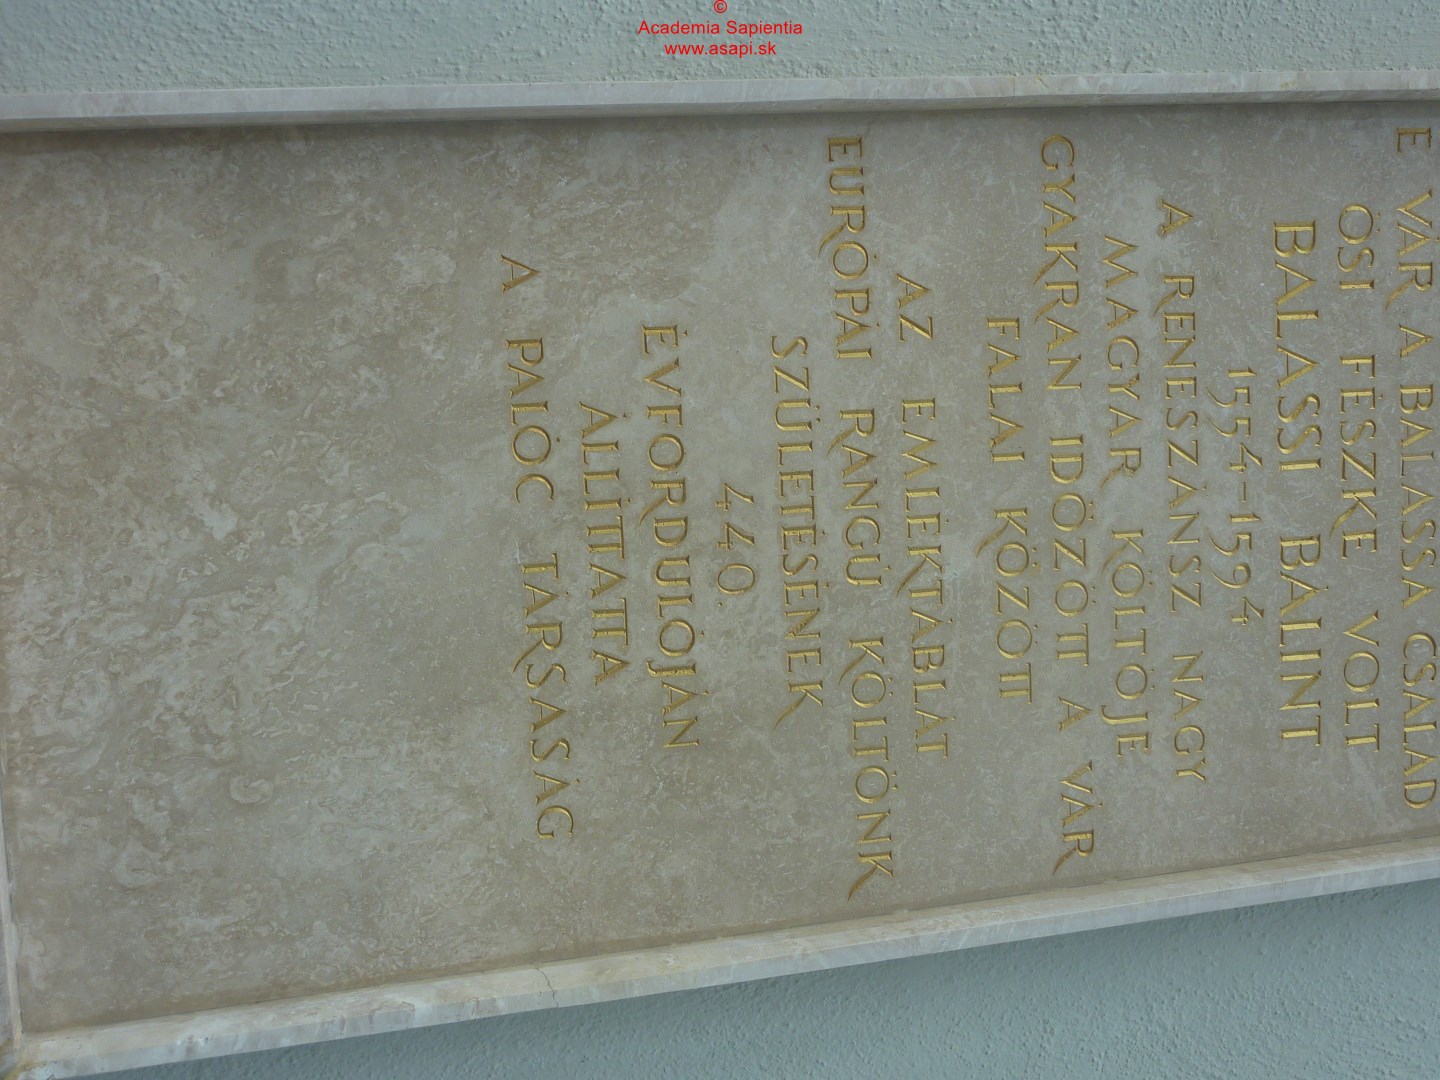 ©
Academia Sapientia
www.asapi.sk
E VÁR A BALASSA CSALÁD
ŐSI FÉSZKE VOLT
BALASSI BÁLINT
1554-1594
A RENESZÁNSZ NAGY
MAGYAR KÖLTŐJE
GYAKRAN IDŐZÖTT A VÁR
FALAI KÖZÖTT
AZ EMLÉKTÁBLÁT
EURÓPAI RANGÚ KÖLTŐNK
SZÜLETÉSÉNEK
440.
ÉVFORDULÓJÁN
ÁLLÍTTATTA
A PALÓC TÁRSASÁG